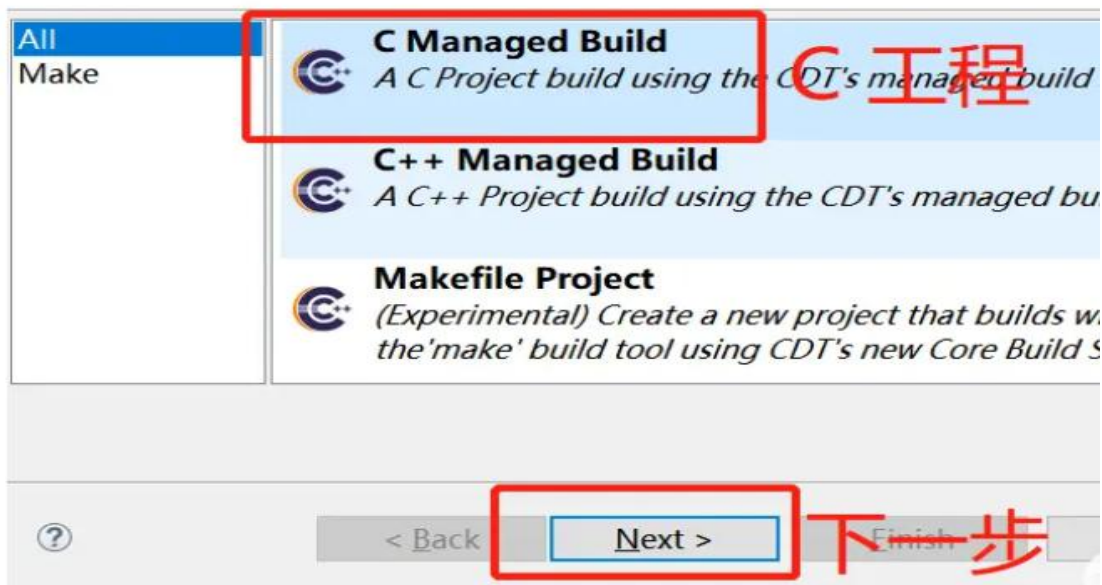 All
Make
C Managed Build
A C Project build using the CDT's managed build
C 工程
C++ Managed Build
A C++ Project build using the CDT's managed
Makefile Project
(Experimental) Create a new project that builds
the'make' build tool using CDT's new Core Build
?
< Back
Next >
Finish
下一步